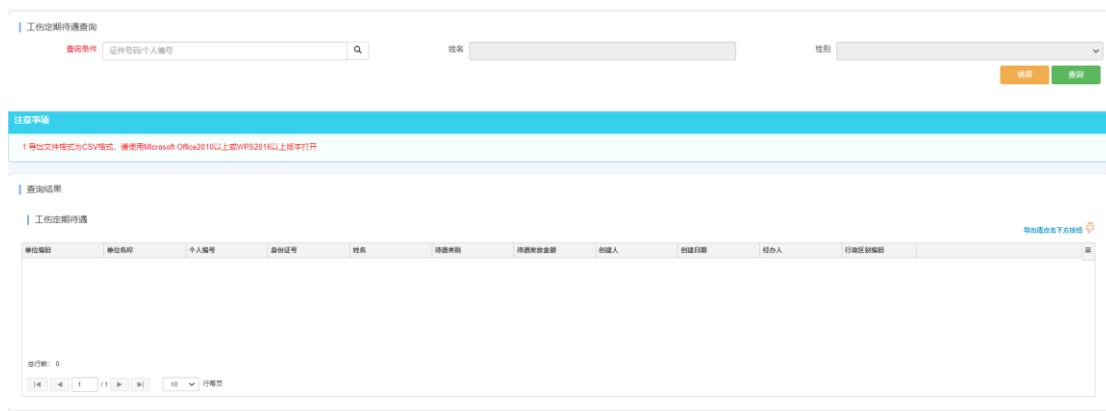 工伤定期待遇查询
查询条件 证件号码/个人编号 姓名 性别
清屏 查询
注意事项
1.导出文件格式为CSV格式，请使用Microsoft Office2010以上或WPS2016以上版本打开
查询结果
工伤定期待遇
导出请点击下方按钮
单位编码 单位名称 个人编号 身份证号 姓名 待遇类别 待遇发放金额 创建人 创建日期 经办人 行政区划编码
总行数： 0
1 / 1 10 行每页